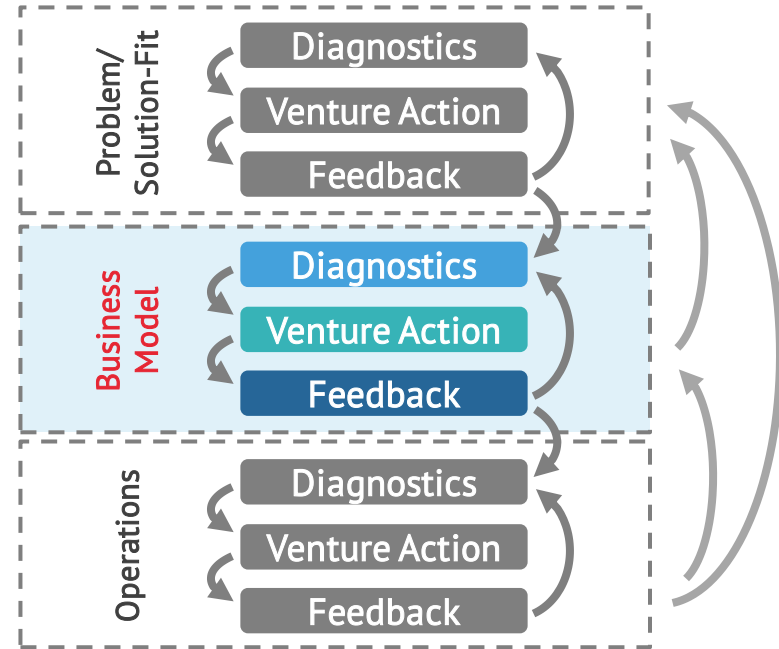 Problem/
Solution-Fit
Diagnostics
Venture Action
Feedback
Business
Model
Diagnostics
Venture Action
Feedback
Operations
Diagnostics
Venture Action
Feedback